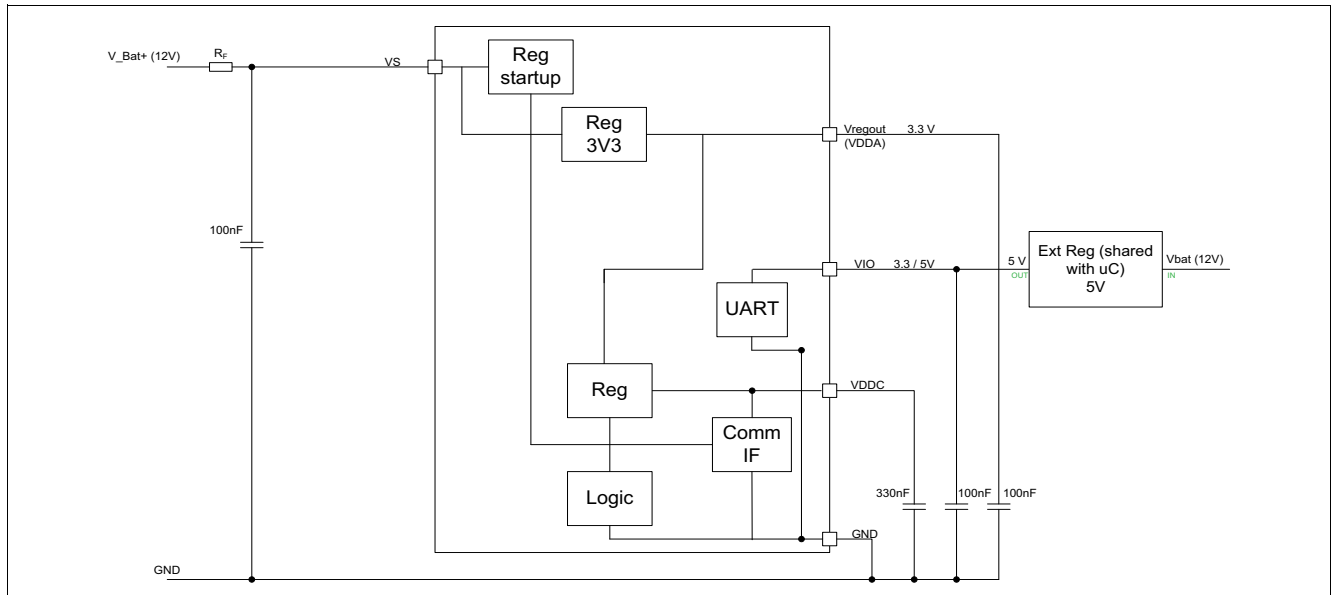 V_Bat+ (12V)
RF
VS
Reg
startup
Reg
3V3
Vregout
3.3 V
(VDDA)
100nF
VIO
3.3 / 5V
5 V
OUT
Ext Reg (shared
with uC)
5V
Vbat (12V)
IN
UART
Reg
VDDC
Comm
IF
Logic
330nF
100nF
100nF
GND
GND